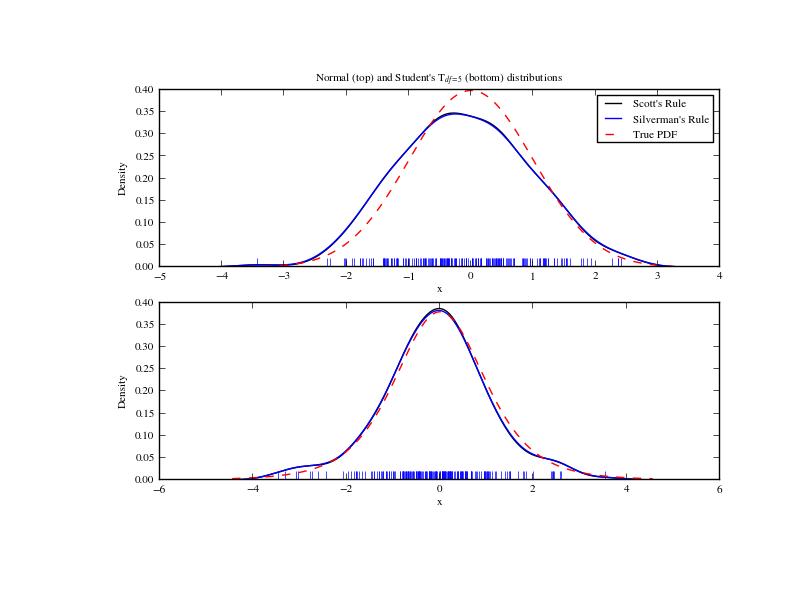 Normal (top) and Student's T_{df=5} (bottom) distributions
0.40
0.35
0.30
0.25
0.20
0.15
0.10
0.05
0.00
Density
Scott's Rule
Silverman's Rule
True PDF
−5 −4 −3 −2 −1 0 1 2 3 4
x
0.40
0.35
0.30
0.25
0.20
0.15
0.10
0.05
0.00
Density
−6 −4 −2 0 2 4 6
x